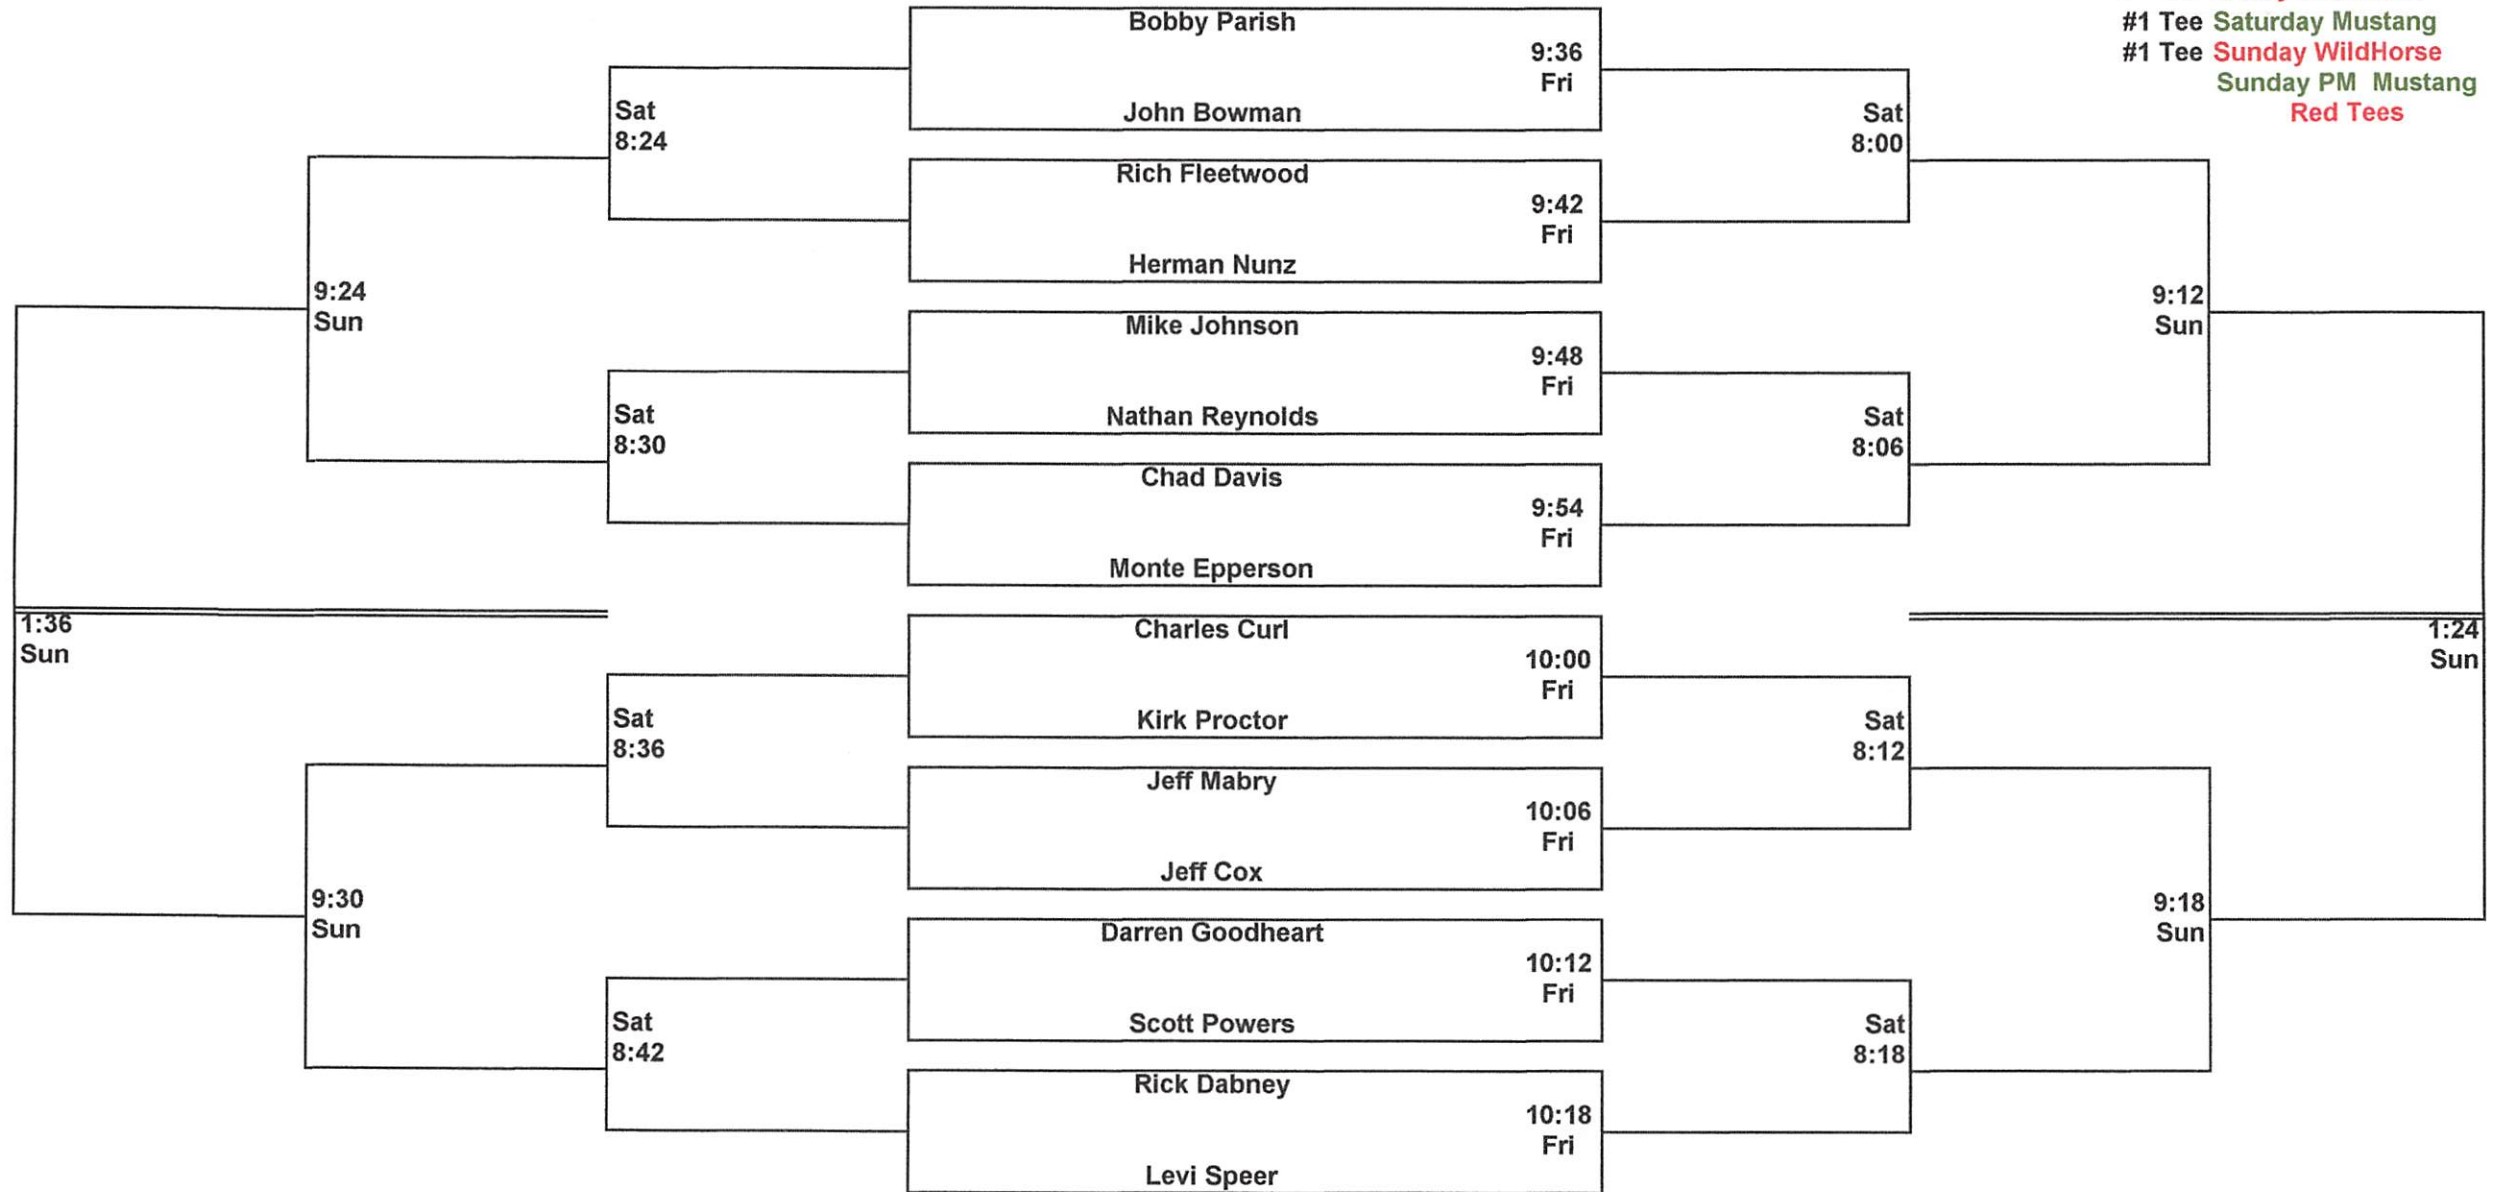 #1 Tee Saturday Mustang
#1 Tee Sunday WildHorse
Sunday PM Mustang
Red Tees
Bobby Parish
9:36
Fri
John Bowman
Rich Fleetwood
9:42
Fri
Herman Nunz
Mike Johnson
9:48
Fri
Nathan Reynolds
Chad Davis
9:54
Fri
Monte Epperson
Charles Curl
10:00
Fri
Kirk Proctor
Jeff Mabry
10:06
Fri
Jeff Cox
Darren Goodheart
10:12
Fri
Scott Powers
Rick Dabney
10:18
Fri
Levi Speer
Sat
8:24
Sat
8:30
Sat
8:36
Sat
8:42
9:24
Sun
9:30
Sun
1:36
Sun
Sat
8:00
Sat
8:06
Sat
8:12
Sat
8:18
9:12
Sun
9:18
Sun
1:24
Sun